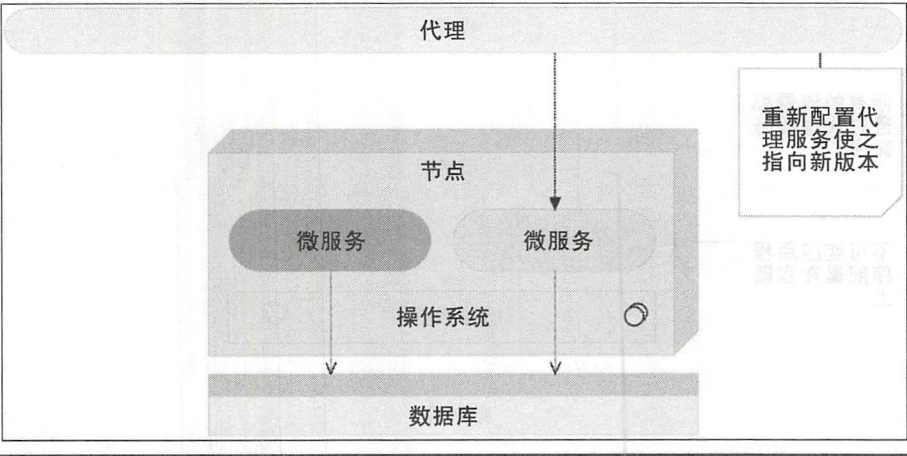 代理
重新配置代
理服务使之
指向新版本
节点
微服务
微服务
操作系统
数据库